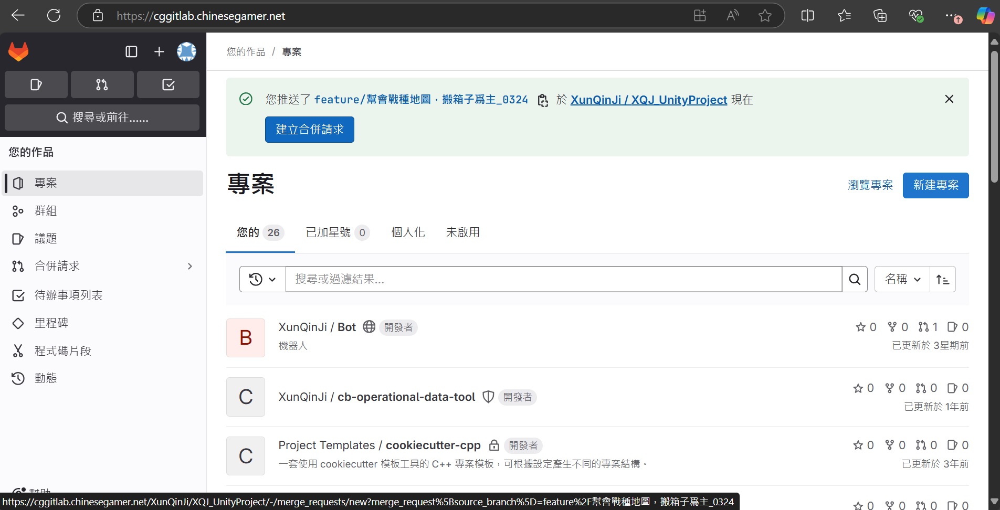 https://cggitlab.chinesegamer.net
您的作品 / 專案
搜尋或前往......
您的作品
專案
群組
議題
合併請求
待辦事項列表
里程碑
程式碼片段
動態
您推送了 feature/幫會戰種地圖，搬箱子爲主_0324 於 XunQinJi / XQJ_UnityProject 現在
建立合併請求
專案
瀏覽專案
新建專案
您的 26 已加星號 0 個人化 未啟用
搜尋或過濾結果...
名稱
B
XunQinJi / Bot 開發者
0 0 1 0
機器人
已更新於 3星期前
C
XunQinJi / cb-operational-data-tool 開發者
0 0 0 0
已更新於 1年前
C
Project Templates / cookiecutter-cpp 開發者
0 0 0 0
一套使用 cookiecutter 模板工具的 C++ 專案模板，可根據設定產生不同的專案結構。
已更新於 3年前
0 0 0 0
https://cggitlab.chinesegamer.net/XunQinJi/XQJ_UnityProject/-/merge_requests/new?merge_request%5Bsource_branch%5D=feature%2F幫會戰種地圖，搬箱子爲主_0324